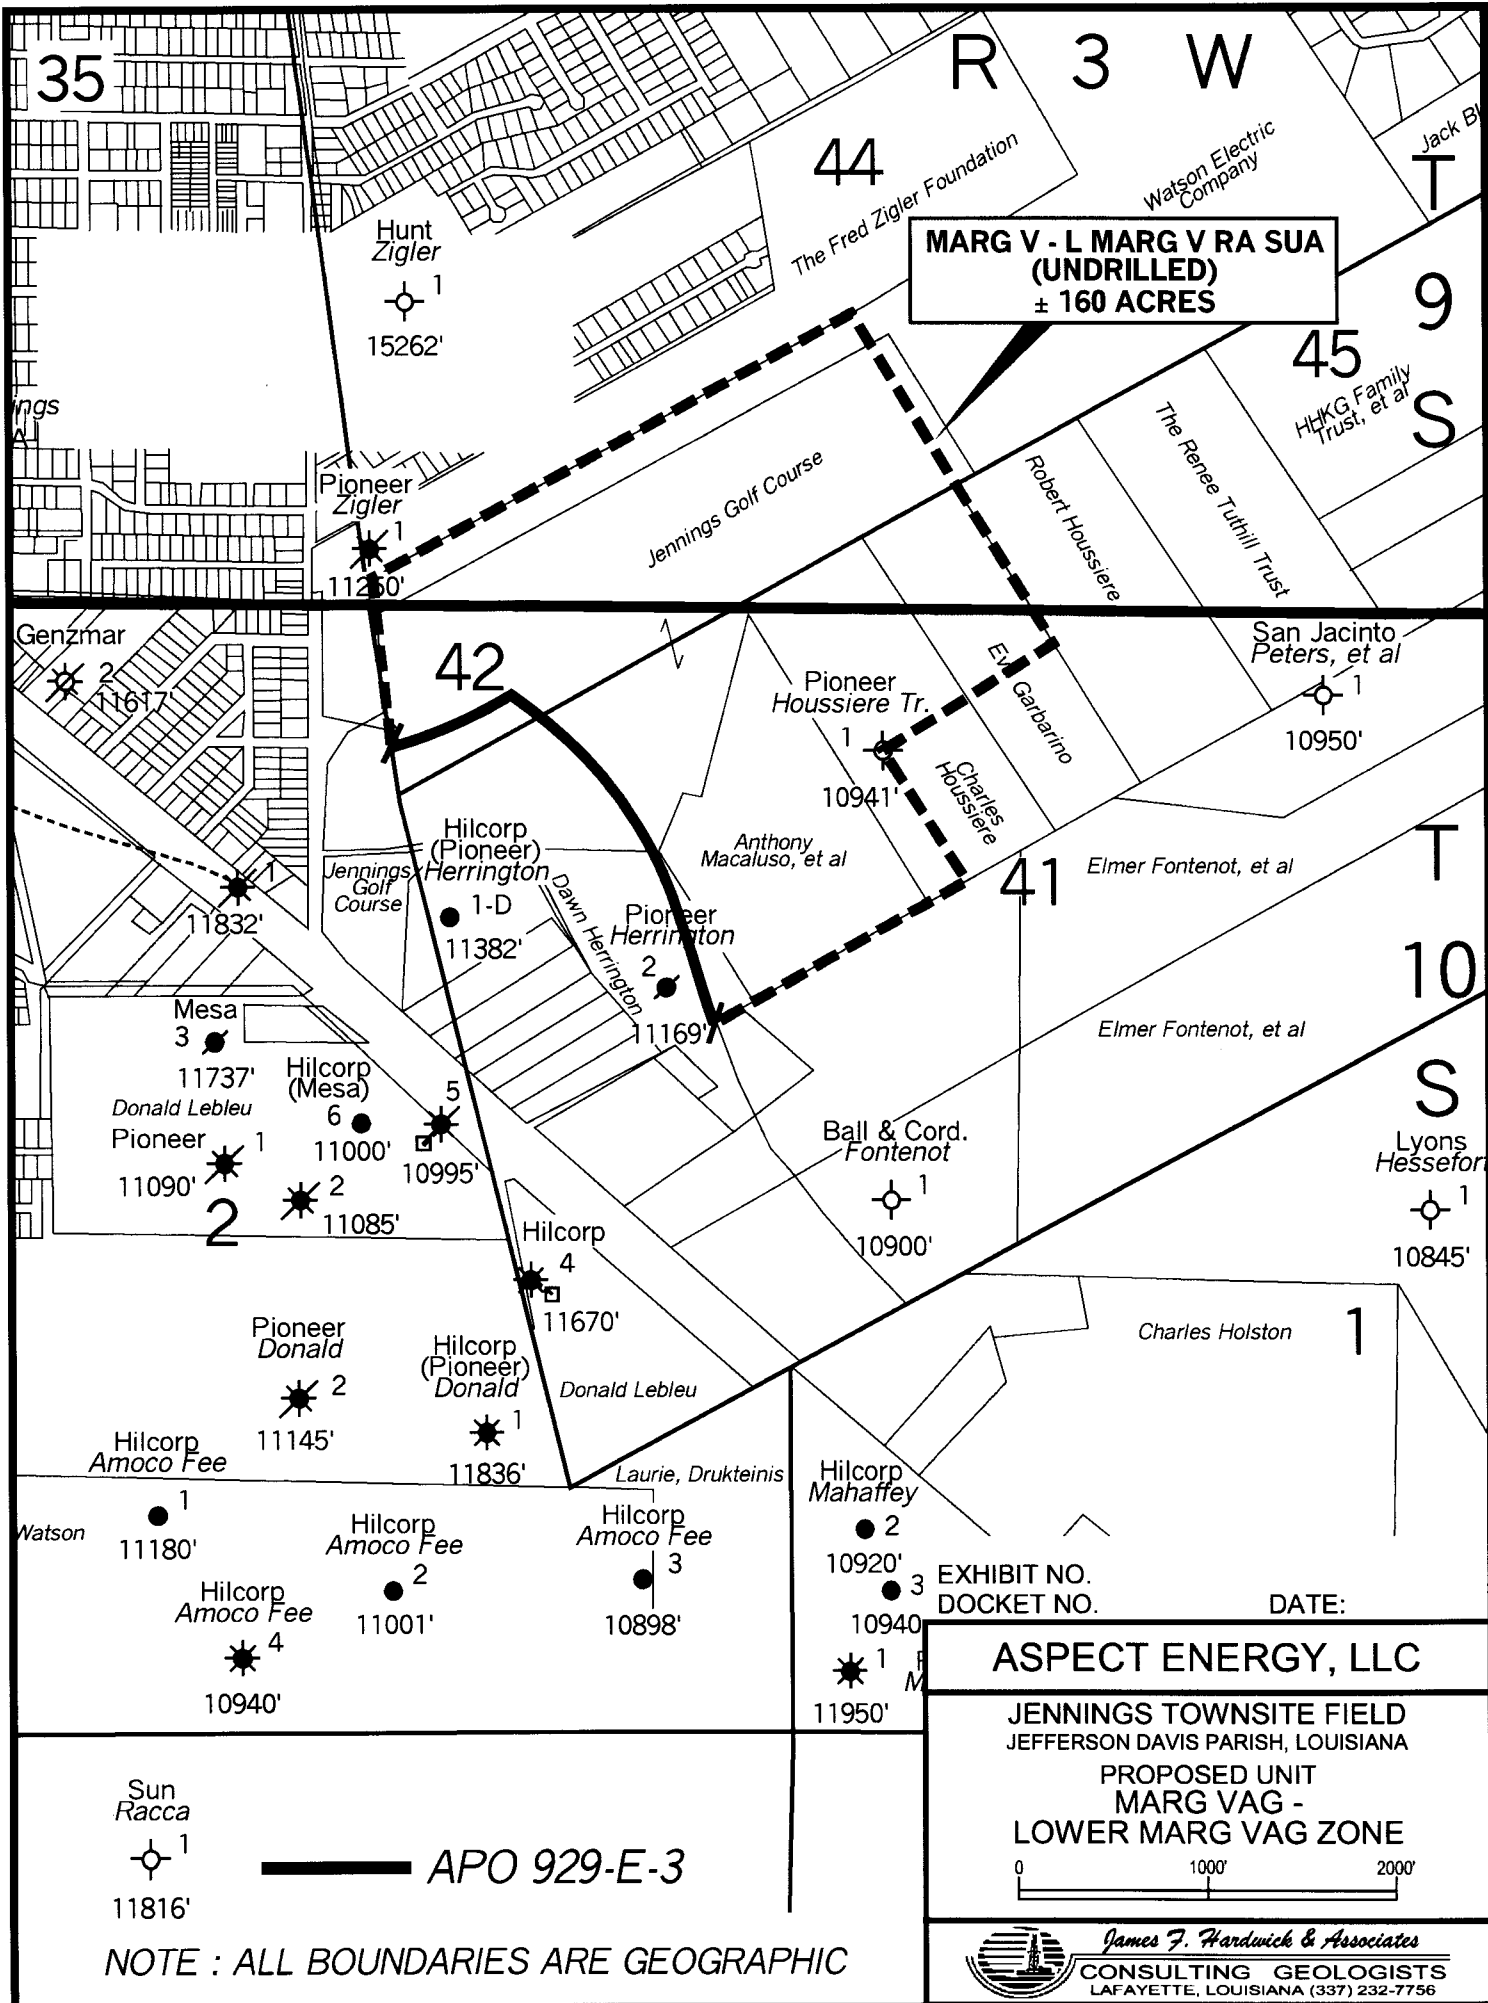 35
R 3 W
44
The Fred Zigler Foundation
Watson Electric
Company
T
Hunt
Zigler
1
15262'
MARG V - L MARG V RA SUA
(UNDRILLED)
± 160 ACRES
9
45
HHKG Family
Trust, et al
S
Pioneer
Zigler
1
11250'
Jennings Golf Course
Robert Houssiere
The Renee Tuthill Trust
Genzmar
2
11617'
42
Pioneer
Houssiere Tr.
1
10941'
Garbarino
Charles
Houssiere
San Jacinto
Peters, et al
1
10950'
Hilcorp
(Pioneer)
Herrington
1-D
11382'
Jennings
Golf
Course
Anthony
Macaluso, et al
1
11832'
Dawn Herrington
Pioneer
Herrington
2
11169'
41
Elmer Fontenot, et al
T
10
Elmer Fontenot, et al
S
Mesa
3
11737'
Donald Lebleu
Hilcorp
(Mesa)
6
11000'
5
10995'
Pioneer
1
11090'
2
11085'
2
Ball & Cord.
Fontenot
1
10900'
Lyons
1
10845'
Hilcorp
4
11670'
Charles Holston
1
Pioneer
Donald
2
11145'
Hilcorp
(Pioneer)
Donald
1
11836'
Donald Lebleu
Hilcorp
Amoco Fee
1
11180'
Watson
Hilcorp
Amoco Fee
2
11001'
Laurie, Drukteinis
Hilcorp
Amoco Fee
3
10898'
Hilcorp
Mahaffey
2
10920'
3
10940
1
11950'
Hilcorp
Amoco Fee
4
10940'
EXHIBIT NO.
DOCKET NO. DATE:
ASPECT ENERGY, LLC
JENNINGS TOWNSITE FIELD
JEFFERSON DAVIS PARISH, LOUISIANA
PROPOSED UNIT
MARG VAG -
LOWER MARG VAG ZONE
0 1000' 2000'
Sun
Racca
1
11816'
APO 929-E-3
NOTE : ALL BOUNDARIES ARE GEOGRAPHIC
James F. Hardwick & Associates
CONSULTING GEOLOGISTS
LAFAYETTE, LOUISIANA (337) 232-7756